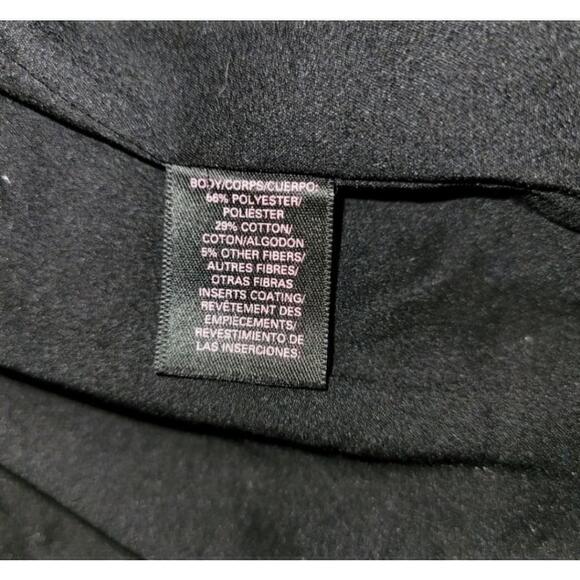 BODY/CORPS/CUERPO:
66% POLYESTER/
POLIÉSTER
29% COTTON/
COTON/ALGODÓN
5% OTHER FIBERS/
AUTRES FIBRES/
OTRAS FIBRAS
INSERTS COATING/
REVÊTEMENT DES
EMPIÈCEMENTS/
REVESTIMIENTO DE
LAS INSERCIONES: